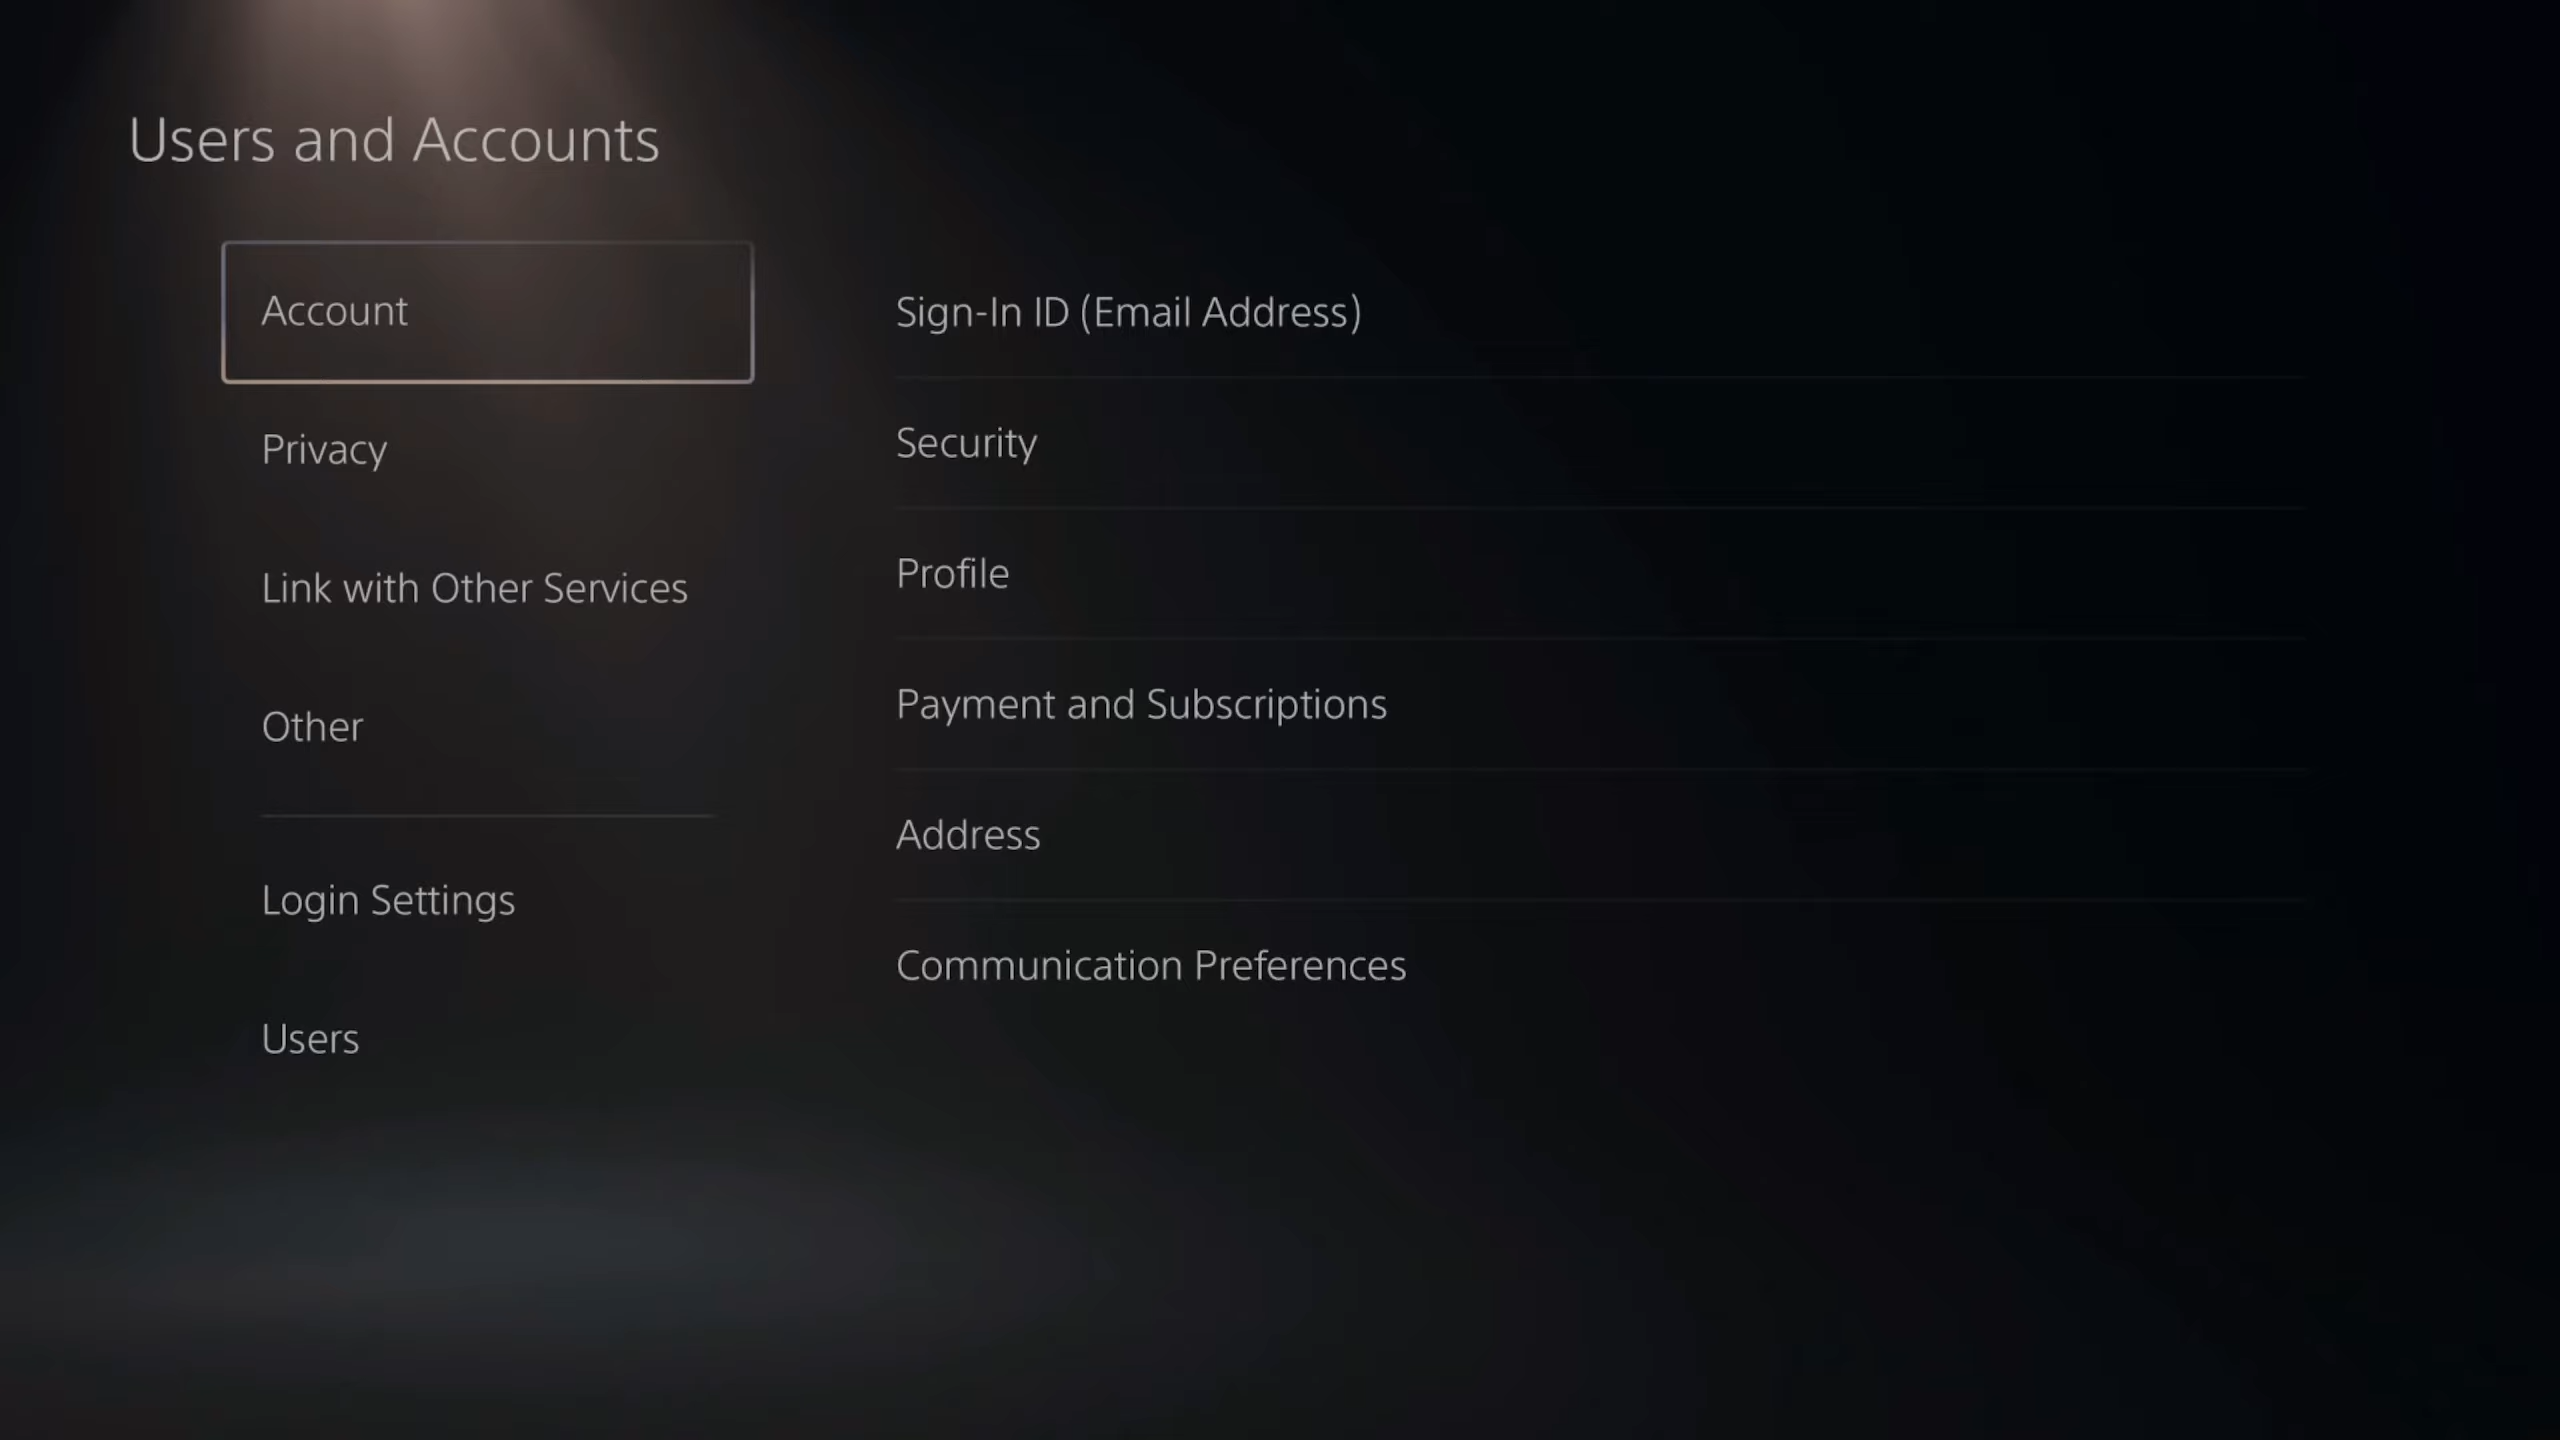 Users and Accounts
Account
Privacy
Link with Other Services
Other
Login Settings
Users
Sign-In ID (Email Address)
Security
Profile
Payment and Subscriptions
Address
Communication Preferences